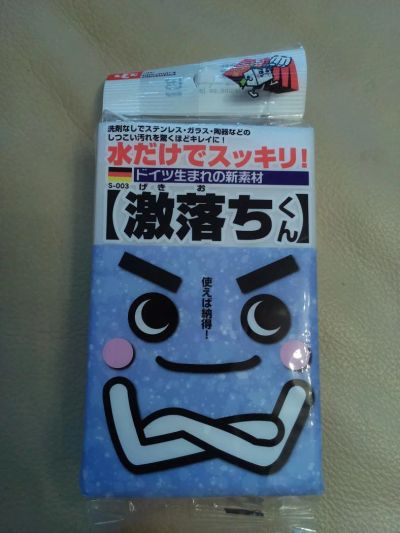 洗剤なしでステンレス・ガラス・陶器などの
しつこい汚れを驚くほどキレイに!
水だけでスッキリ!
ドイツ生まれの新素材
S-003
げき お
【激落ちくん】
使えば納得!